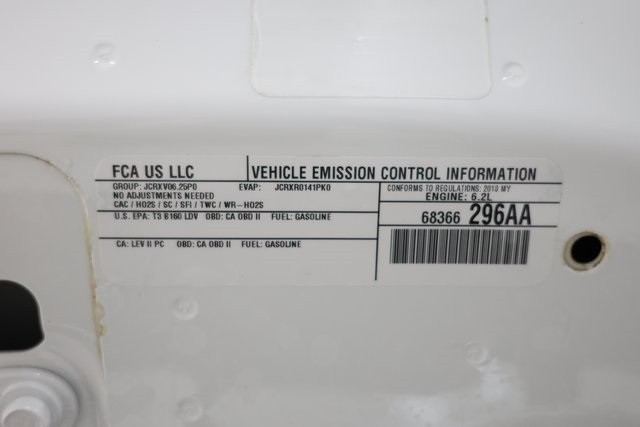 FCA US LLC
VEHICLE EMISSION CONTROL INFORMATION
GROUP: JCRXV06.25P0 EVAP: JCRXR0141PK0
NO ADJUSTMENTS NEEDED
CAC / HO2S / SC / SFI / TWC / WR-HO2S
CONFORMS TO REGULATIONS: 2018 MY
ENGINE: 6.2L
U.S. EPA: T3 B160 LDV OBD: CA OBD II FUEL: GASOLINE
68366 296AA
CA: LEV II PC OBD: CA OBD II FUEL: GASOLINE